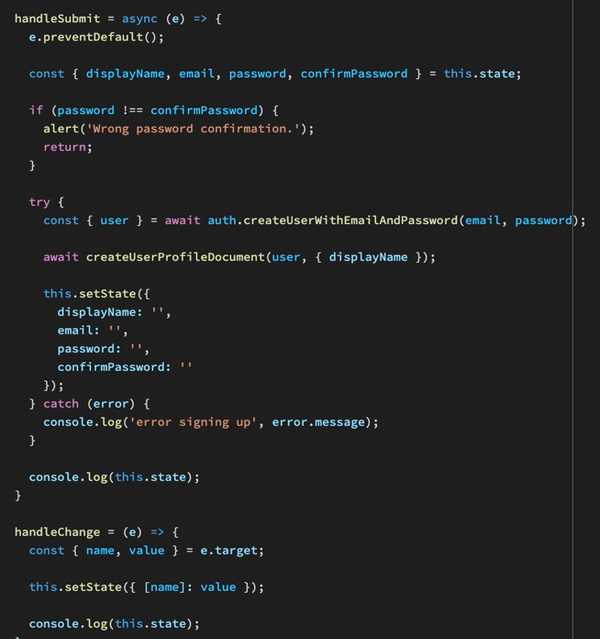 handleSubmit = async (e) => {
e.preventDefault();
const { displayName, email, password, confirmPassword } = this.state;
if (password !== confirmPassword) {
alert('Wrong password confirmation.');
return;
}
try {
const { user } = await auth.createUserWithEmailAndPassword(email, password);
await createUserProfileDocument(user, { displayName });
this.setState({
displayName: '',
email: '',
password: '',
confirmPassword: ''
});
} catch (error) {
console.log('error signing up', error.message);
}
console.log(this.state);
}
handleChange = (e) => {
const { name, value } = e.target;
this.setState({ [name]: value });
console.log(this.state);